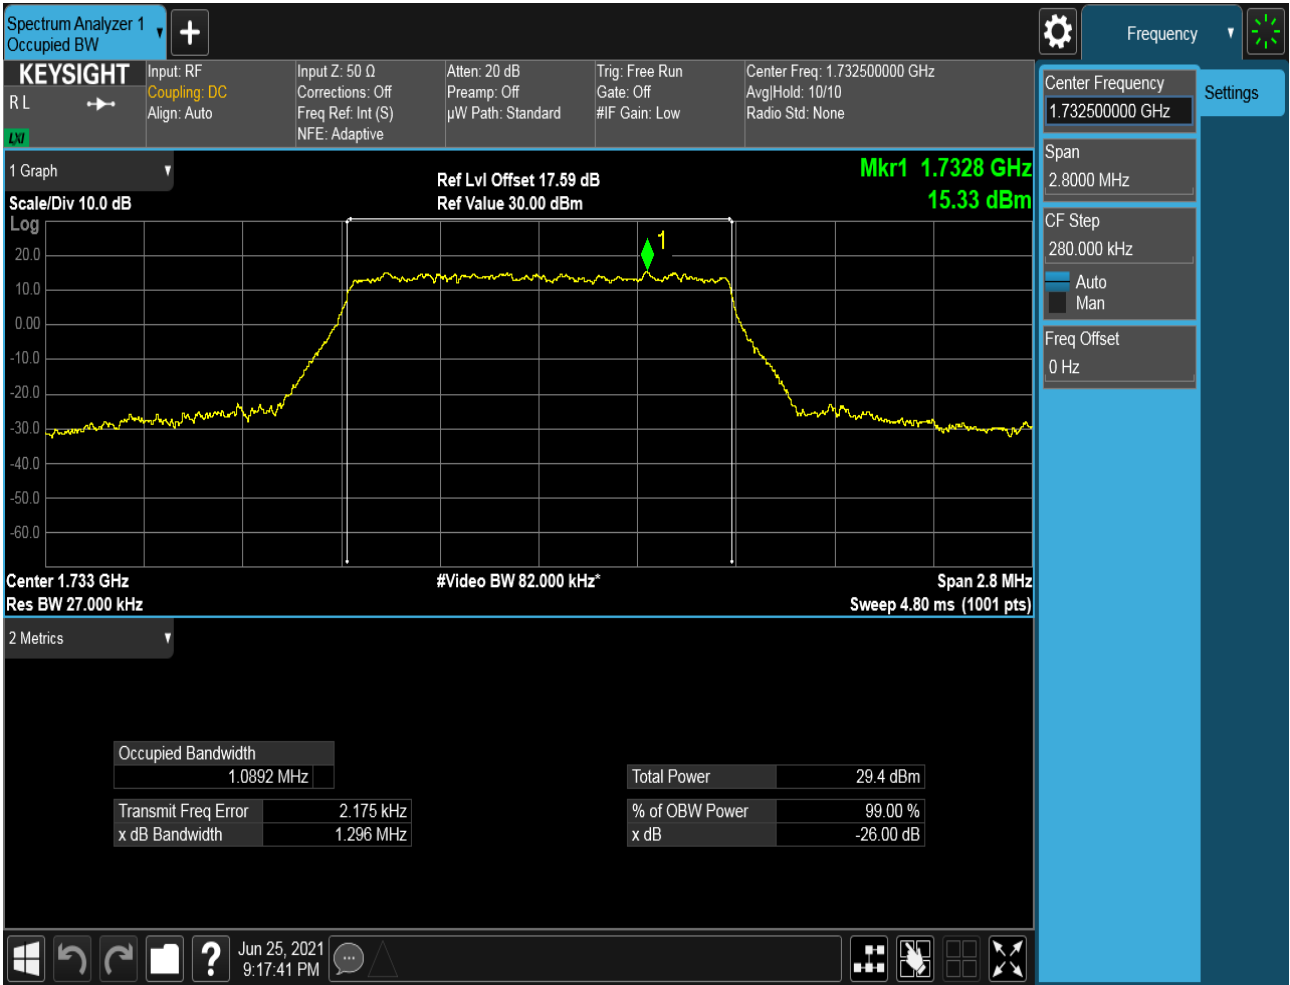 Spectrum Analyzer 1
Occupied BW
Frequency
KEYSIGHT
R L
LXI
Input: RF
Coupling: DC
Align: Auto
Input Z: 50 Ω
Corrections: Off
Freq Ref: Int (S)
NFE: Adaptive
Atten: 20 dB
Preamp: Off
µW Path: Standard
Trig: Free Run
Gate: Off
#IF Gain: Low
Center Freq: 1.732500000 GHz
Avg|Hold: 10/10
Radio Std: None
Center Frequency
1.732500000 GHz
Settings
Span
2.8000 MHz
CF Step
280.000 kHz
Auto
Man
Freq Offset
0 Hz
1 Graph
Scale/Div 10.0 dB
Ref Lvl Offset 17.59 dB
Ref Value 30.00 dBm
Mkr1 1.7328 GHz
15.33 dBm
Log
1
20.0
10.0
0.00
-10.0
-20.0
-30.0
-40.0
-50.0
-60.0
Center 1.733 GHz
#Video BW 82.000 kHz*
Span 2.8 MHz
Res BW 27.000 kHz
Sweep 4.80 ms (1001 pts)
2 Metrics
Occupied Bandwidth
1.0892 MHz
Total Power 29.4 dBm
Transmit Freq Error 2.175 kHz
% of OBW Power 99.00 %
x dB Bandwidth 1.296 MHz
x dB -26.00 dB
?
Jun 25, 2021
9:17:41 PM